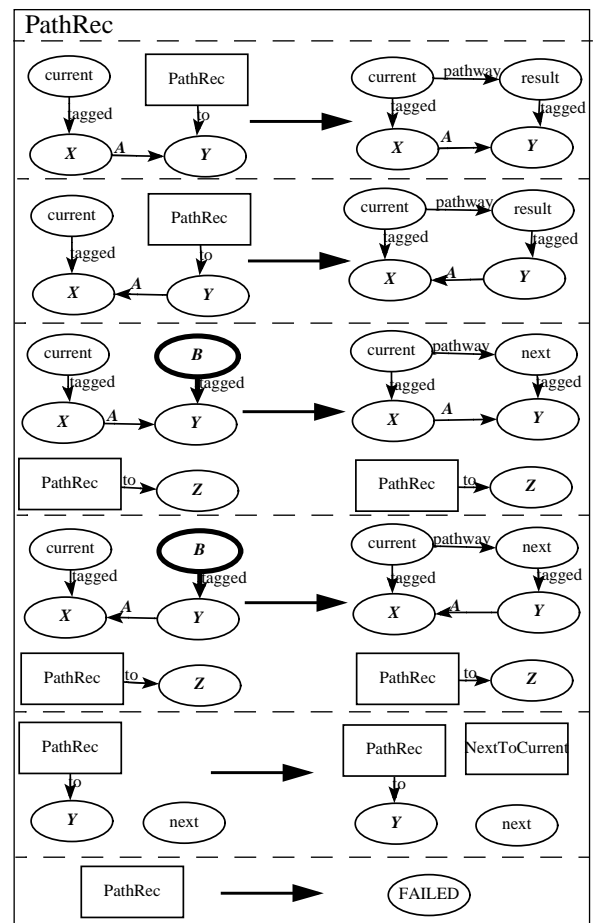 PathRec
current PathRec current pathway result
tagged to tagged tagged
X A Y X A Y
current PathRec current pathway result
tagged to tagged tagged
X A Y X A Y
current B current pathway next
tagged tagged tagged tagged
X A Y X A Y
PathRec to Z PathRec to Z
current B current pathway next
tagged tagged tagged tagged
X A Y X A Y
PathRec to Z PathRec to Z
PathRec PathRec NextToCurrent
to to
Y next Y next
PathRec FAILED